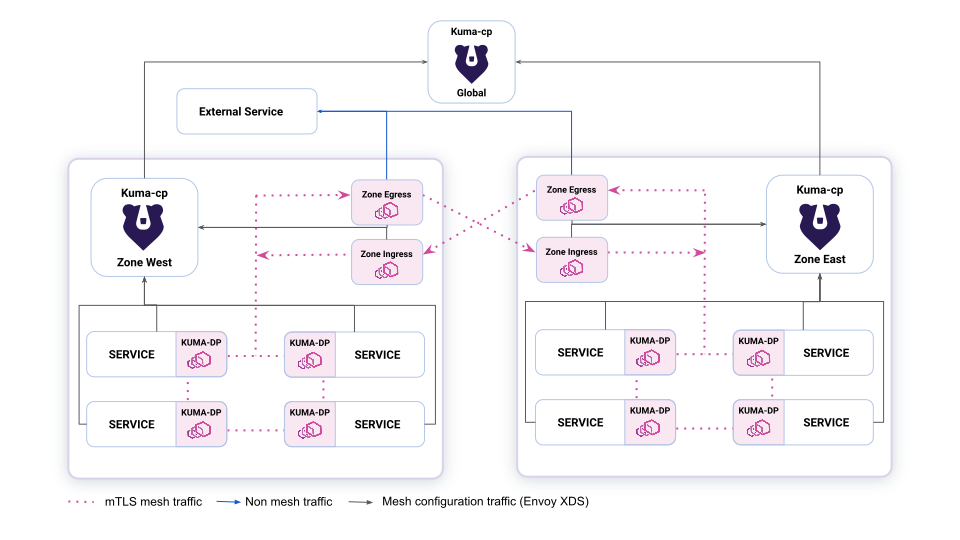 Kuma-cp
Global
External Service
Kuma-cp
Zone West
Zone Egress
Zone Ingress
SERVICE
KUMA-DP
KUMA-DP
SERVICE
SERVICE
KUMA-DP
KUMA-DP
SERVICE
Zone Egress
Zone Ingress
Kuma-cp
Zone East
SERVICE
KUMA-DP
KUMA-DP
SERVICE
SERVICE
KUMA-DP
KUMA-DP
SERVICE
mTLS mesh traffic
Non mesh traffic
Mesh configuration traffic (Envoy XDS)